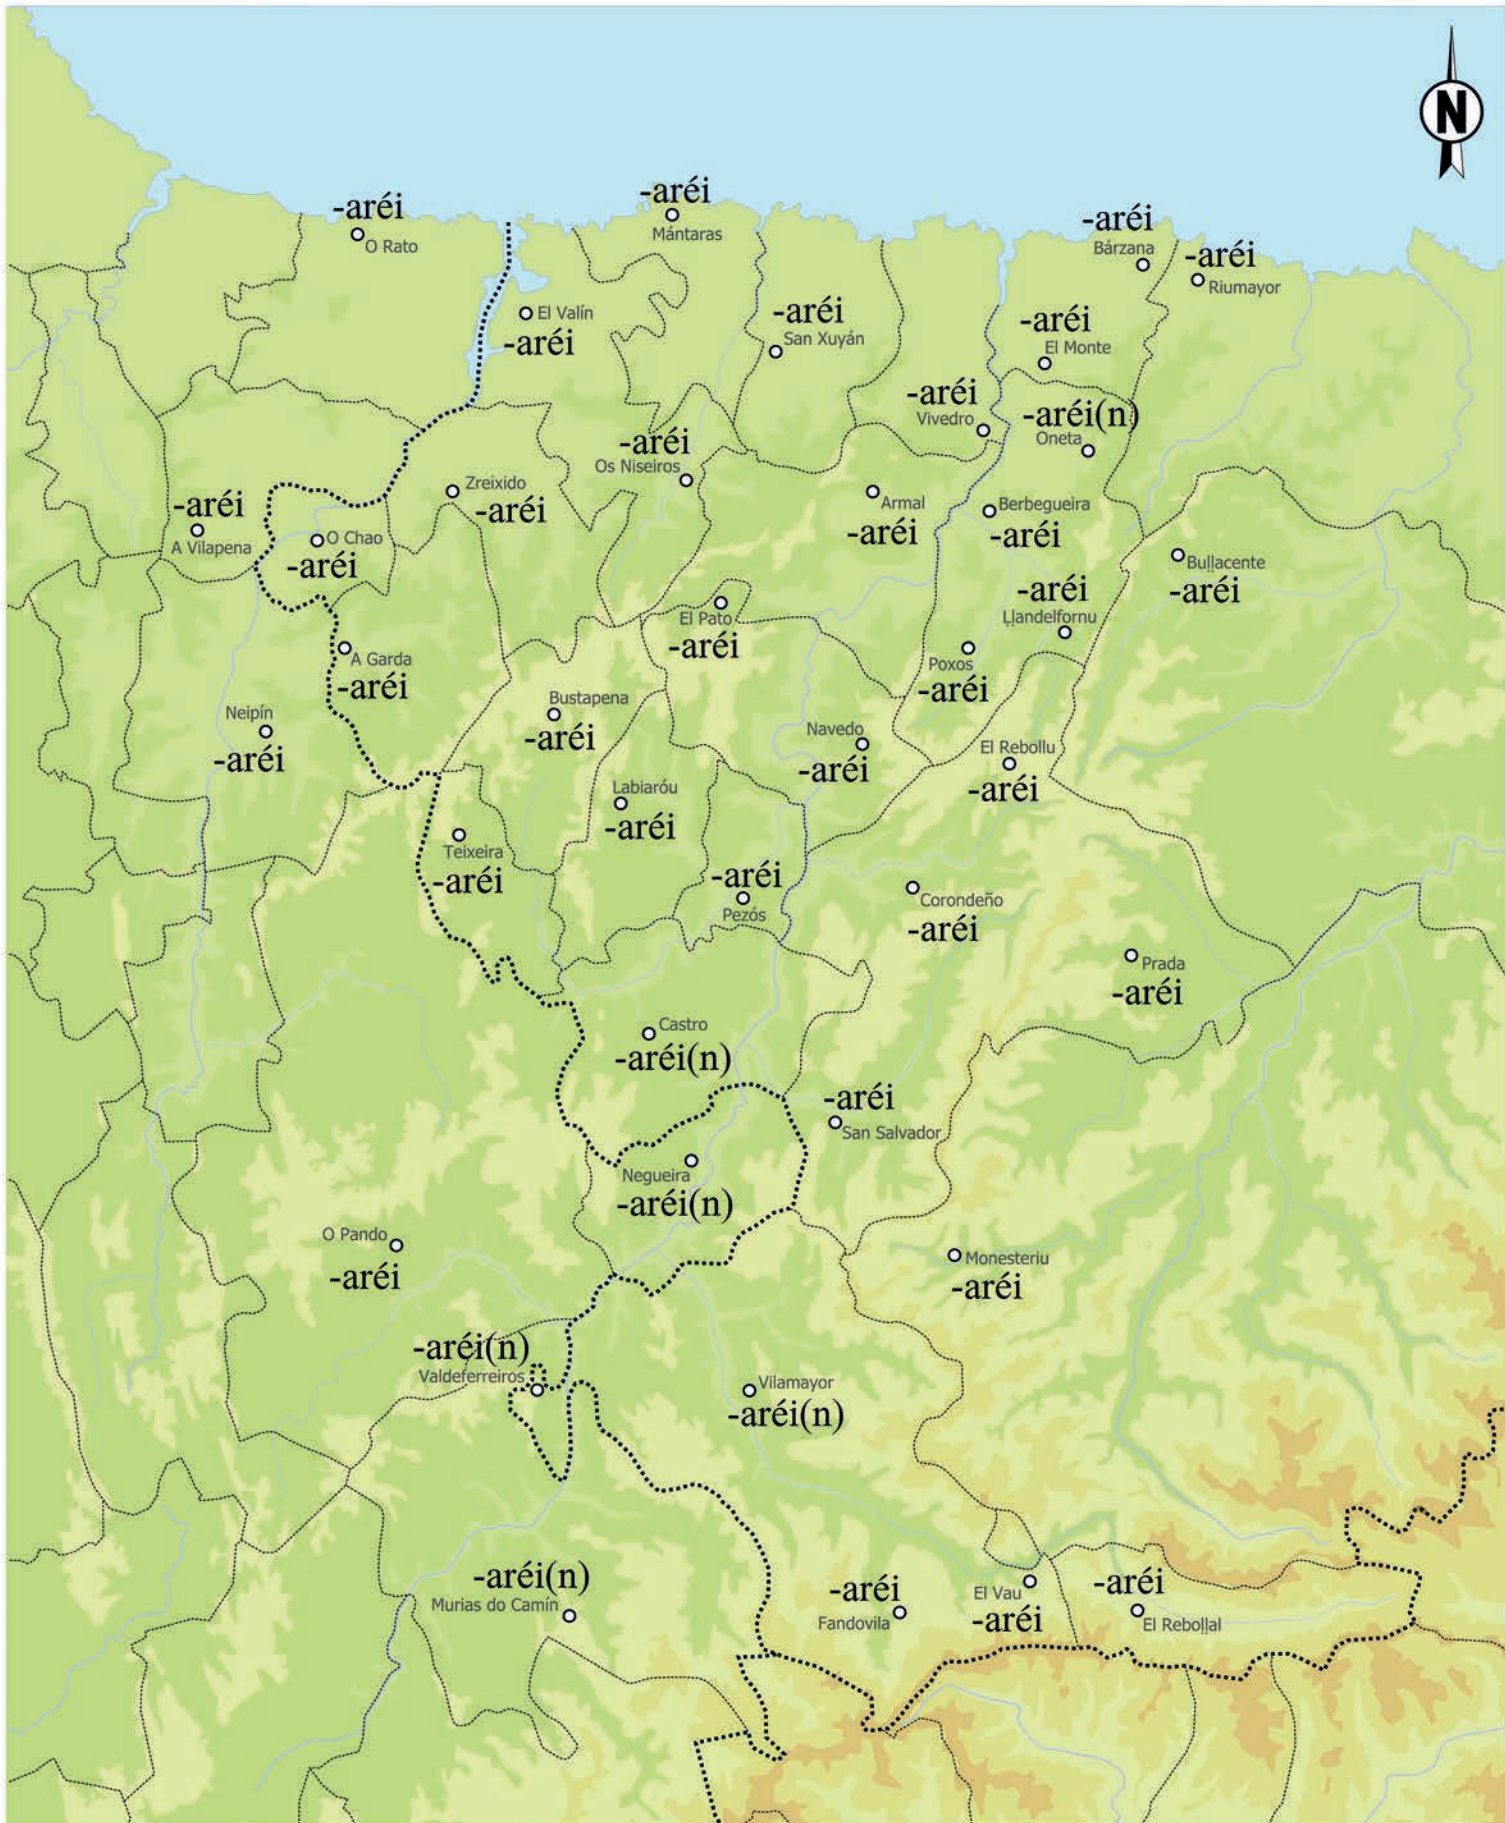 N
-aréi
O Rato
-aréi
Mántaras
-aréi
Bárzana
-aréi
Riumayor
El Valín
-aréi
-aréi
San Xuyán
-aréi
El Monte
-aréi
Vivedro
-aréi(n)
Oneta
-aréi
Os Niseiros
Zreixido
-aréi
Armal
-aréi
Berbegueira
-aréi
-aréi
A Vilapena
O Chao
-aréi
Buḷḷacente
-aréi
-aréi
Ḷḷandelfornu
El Pato
-aréi
A Garda
-aréi
Poxos
-aréi
Bustapena
-aréi
Neipín
-aréi
Navedo
-aréi
El Rebollu
-aréi
Labiaróu
-aréi
Teixeira
-aréi
-aréi
Pezós
Corondeño
-aréi
Prada
-aréi
Castro
-aréi(n)
-aréi
San Salvador
Negueira
-aréi(n)
O Pando
-aréi
Monesteriu
-aréi
-aréi(n)
Valdeferreiros
Vilamayor
-aréi(n)
-aréi(n)
Murias do Camín
-aréi
Fandovila
El Vau
-aréi
-aréi
El Reboḷḷal